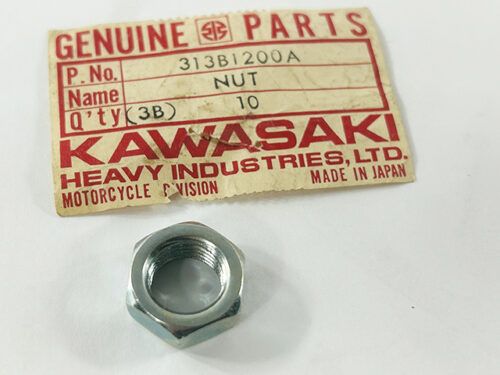 GENUINE PARTS
P. No. 313B1200A
Name NUT
Q'ty (3B) 10
KAWASAKI
HEAVY INDUSTRIES, LTD.
MOTORCYCLE DIVISION MADE IN JAPAN